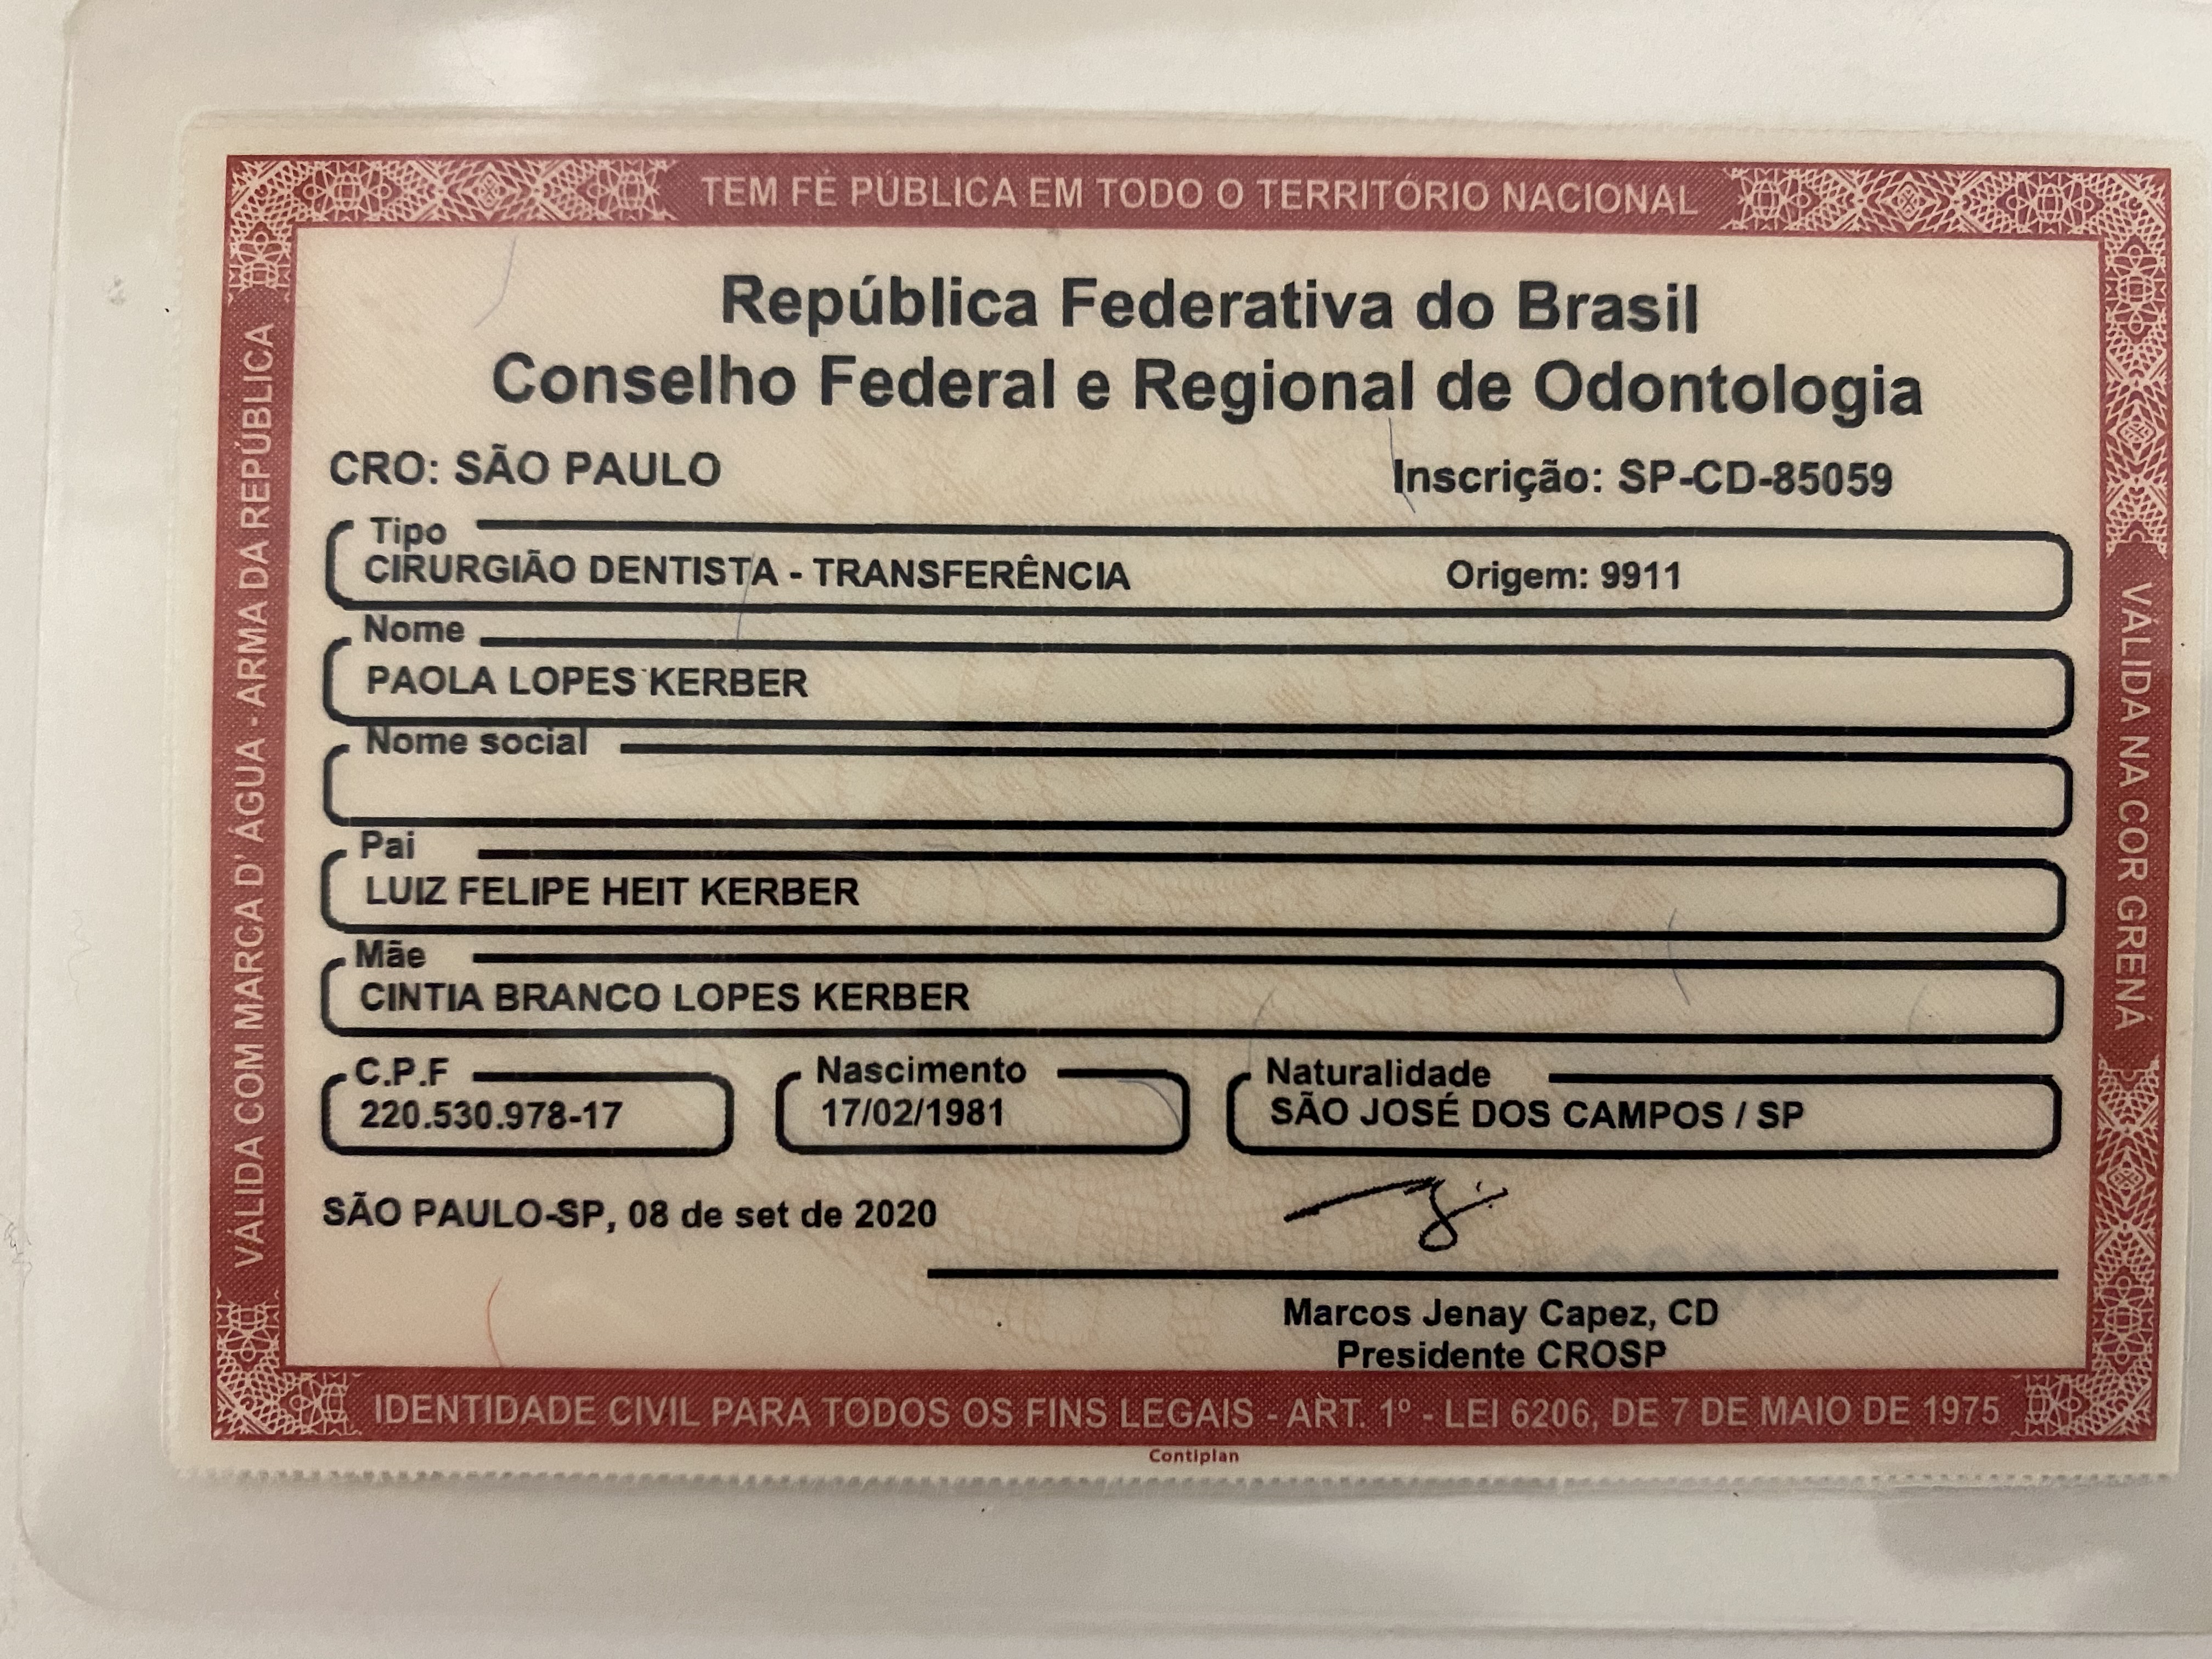 TEM FÉ PÚBLICA EM TODO O TERRITÓRIO NACIONAL
República Federativa do Brasil
Conselho Federal e Regional de Odontologia
CRO: SÃO PAULO Inscrição: SP-CD-85059
Tipo
CIRURGIÃO DENTISTA - TRANSFERÊNCIA Origem: 9911
Nome
PAOLA LOPES KERBER
Nome social
Pai
LUIZ FELIPE HEIT KERBER
Mãe
CINTIA BRANCO LOPES KERBER
C.P.F Nascimento Naturalidade
220.530.978-17 17/02/1981 SÃO JOSÉ DOS CAMPOS / SP
SÃO PAULO-SP, 08 de set de 2020
Marcos Jenay Capez, CD
Presidente CROSP
IDENTIDADE CIVIL PARA TODOS OS FINS LEGAIS - ART. 1º - LEI 6206, DE 7 DE MAIO DE 1975
Contiplan
VÁLIDA COM MARCA D' ÁGUA - ARMA DA REPÚBLICA
VÁLIDA NA COR GRENÁ